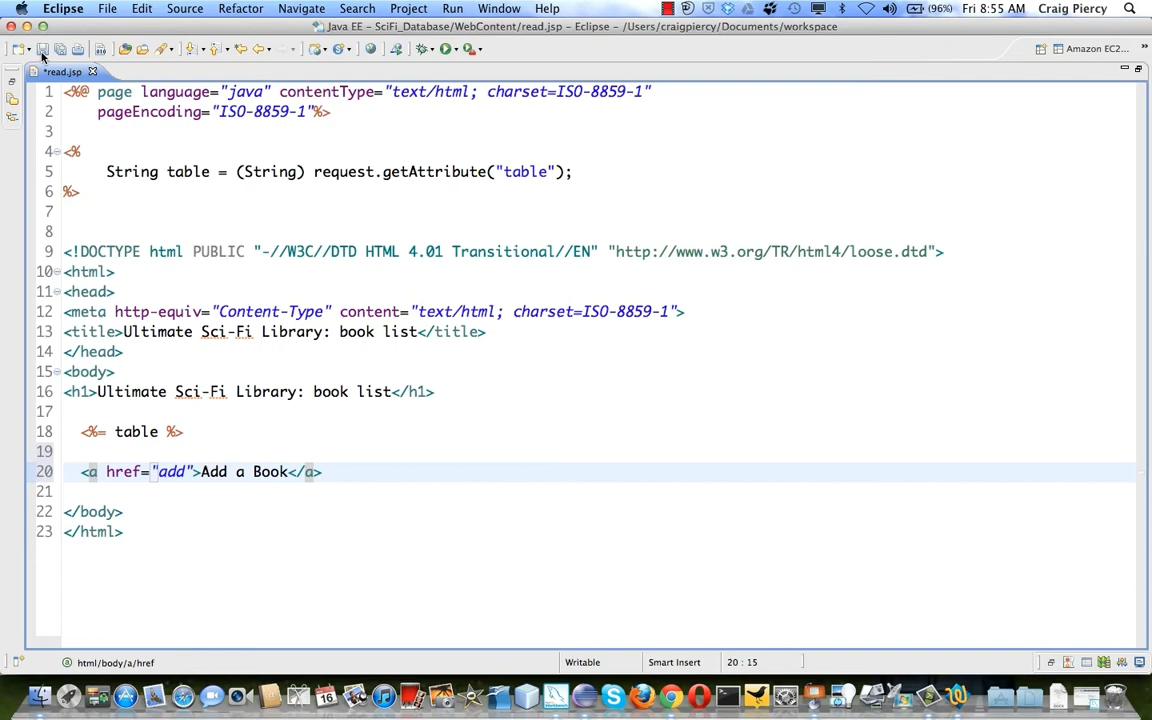 Eclipse File Edit Source Refactor Navigate Search Project Run Window Help (96%) Fri 8:55 AM Craig Piercy
Java EE - SciFi_Database/WebContent/read.jsp - Eclipse - /Users/craigpiercy/Documents/workspace
Amazon EC2...
*read.jsp
1 <%@ page language="java" contentType="text/html; charset=ISO-8859-1"
2 pageEncoding="ISO-8859-1"%>
3
4 <%
5 String table = (String) request.getAttribute("table");
6 %>
7
8
9 <!DOCTYPE html PUBLIC "-//W3C//DTD HTML 4.01 Transitional//EN" "http://www.w3.org/TR/html4/loose.dtd">
10 <html>
11 <head>
12 <meta http-equiv="Content-Type" content="text/html; charset=ISO-8859-1">
13 <title>Ultimate Sci-Fi Library: book list</title>
14 </head>
15 <body>
16 <h1>Ultimate Sci-Fi Library: book list</h1>
17
18 <%= table %>
19
20 <a href="add">Add a Book</a>
21
22 </body>
23 </html>
html/body/a/href Writable Smart Insert 20 : 15